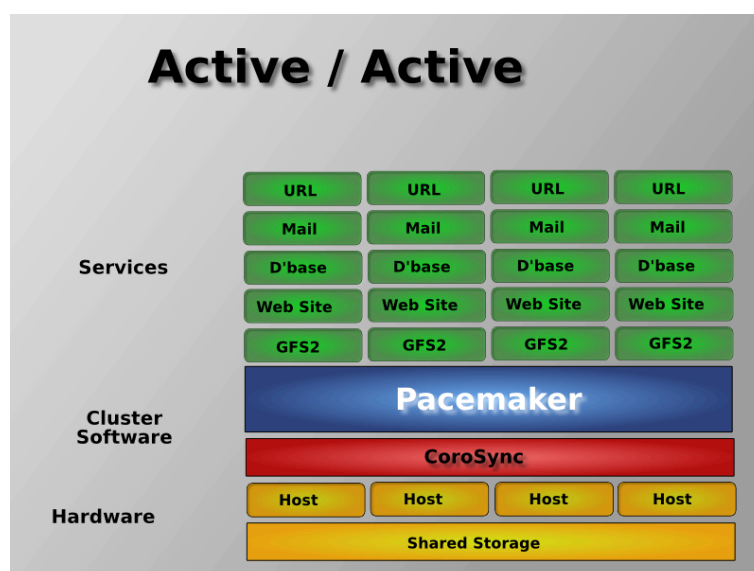 Active / Active
URL URL URL URL
Mail Mail Mail Mail
Services
D'base D'base D'base D'base
Web Site Web Site Web Site Web Site
GFS2 GFS2 GFS2 GFS2
Pacemaker
Cluster
Software
CoroSync
Host Host Host Host
Hardware
Shared Storage